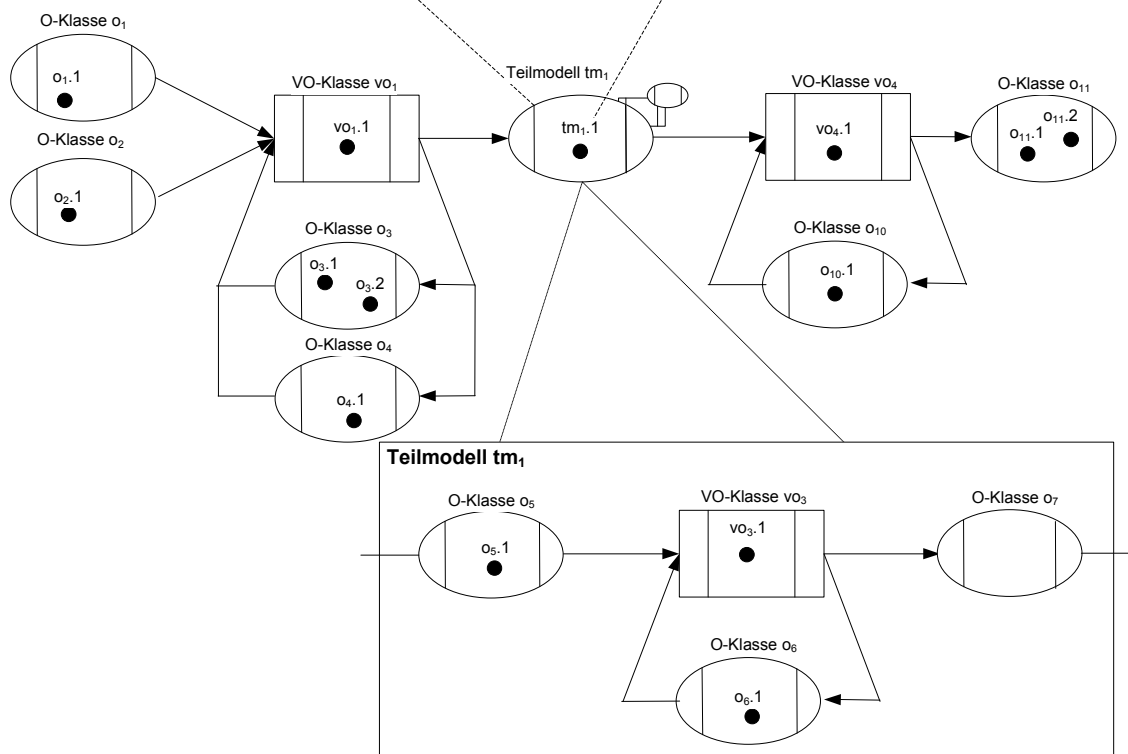 O-Klasse o₁
o₁.1
O-Klasse o₂
o₂.1
VO-Klasse vo₁
vo₁.1
O-Klasse o₃
o₃.1
o₃.2
O-Klasse o₄
o₄.1
Teilmodell tm₁
tm₁.1
VO-Klasse vo₄
vo₄.1
O-Klasse o₁₁
o₁₁.1
o₁₁.2
O-Klasse o₁₀
o₁₀.1
Teilmodell tm₁
O-Klasse o₅
o₅.1
VO-Klasse vo₃
vo₃.1
O-Klasse o₇
O-Klasse o₆
o₆.1